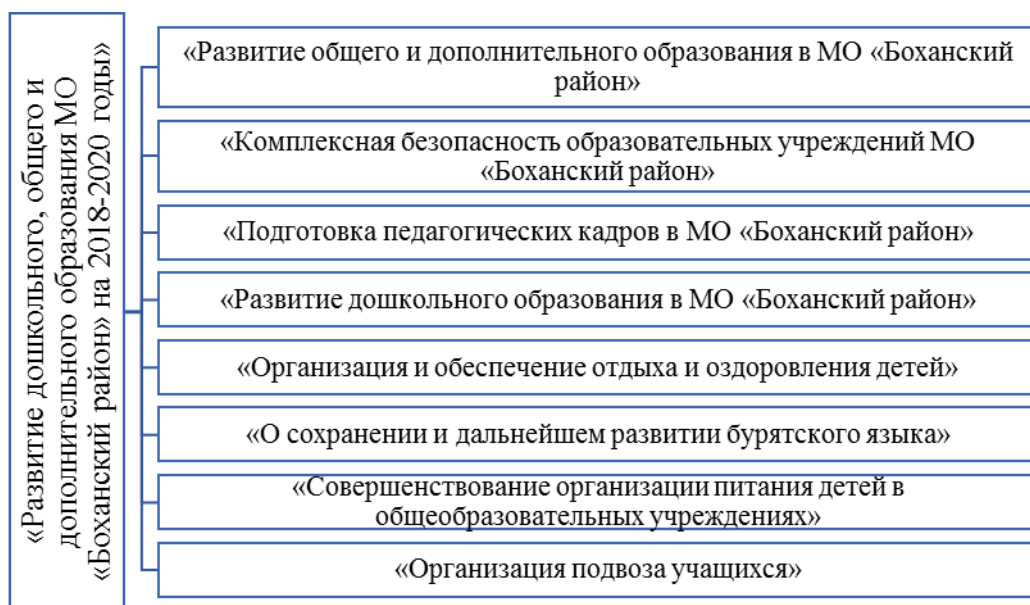 «Развитие дошкольного, общего и
дополнительного образования МО
«Боханский район» на 2018-2020 годы»
«Развитие общего и дополнительного образования в МО «Боханский
район»
«Комплексная безопасность образовательных учреждений МО
«Боханский район»
«Подготовка педагогических кадров в МО «Боханский район»
«Развитие дошкольного образования в МО «Боханский район»
«Организация и обеспечение отдыха и оздоровления детей»
«О сохранении и дальнейшем развитии бурятского языка»
«Совершенствование организации питания детей в
общеобразовательных учреждениях»
«Организация подвоза учащихся»